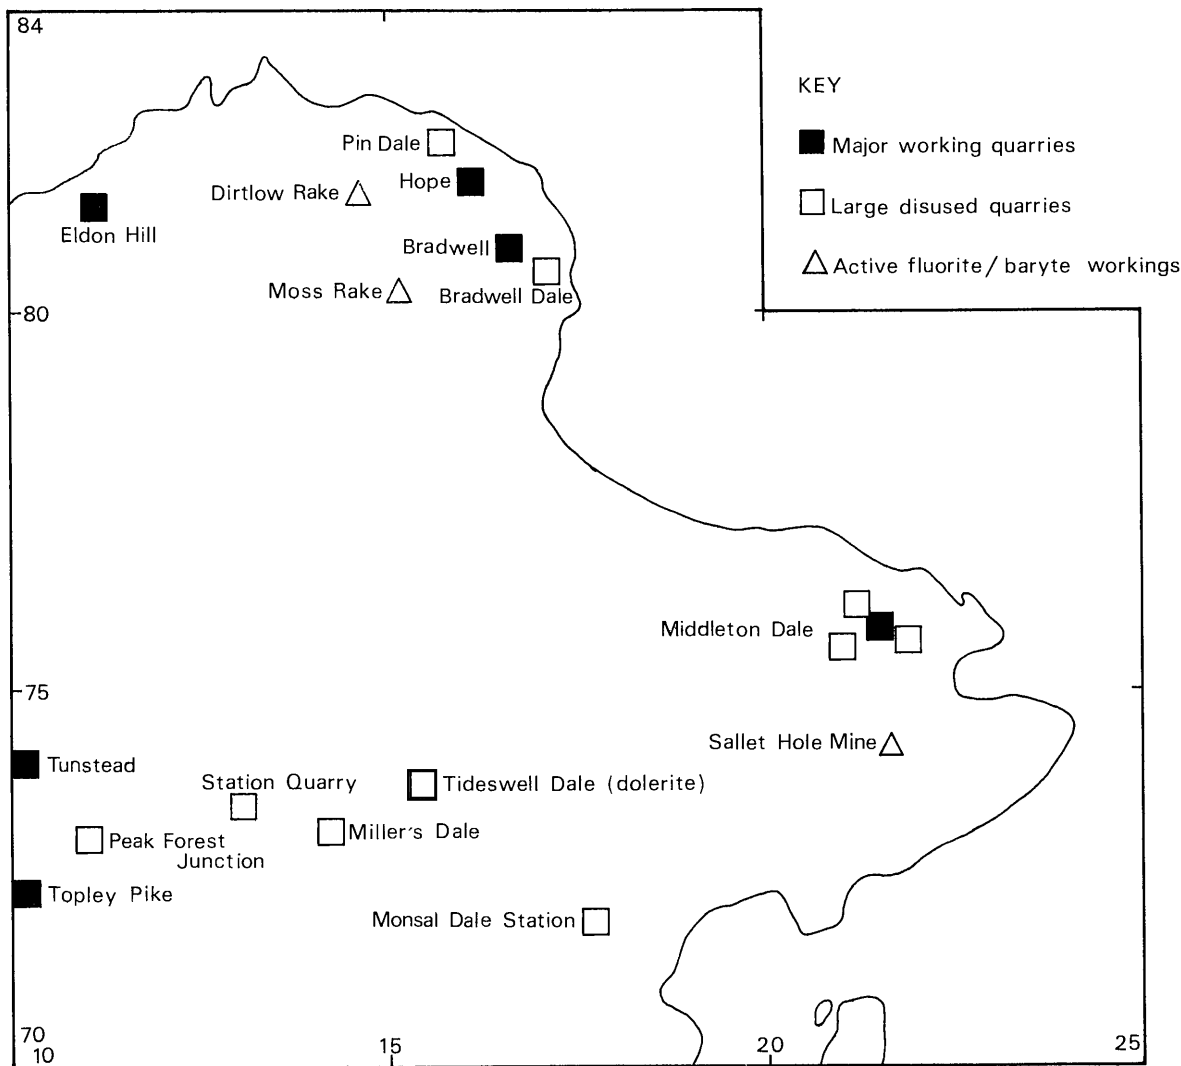 84
KEY
Major working quarries
Large disused quarries
Active fluorite/baryte workings
Pin Dale
Hope
Dirtlow Rake
Eldon Hill
Bradwell
Moss Rake
Bradwell Dale
80
Middleton Dale
75
Sallet Hole Mine
Tunstead
Station Quarry
Tideswell Dale (dolerite)
Miller's Dale
Peak Forest
Junction
Topley Pike
Monsal Dale Station
70
10
15
20
25